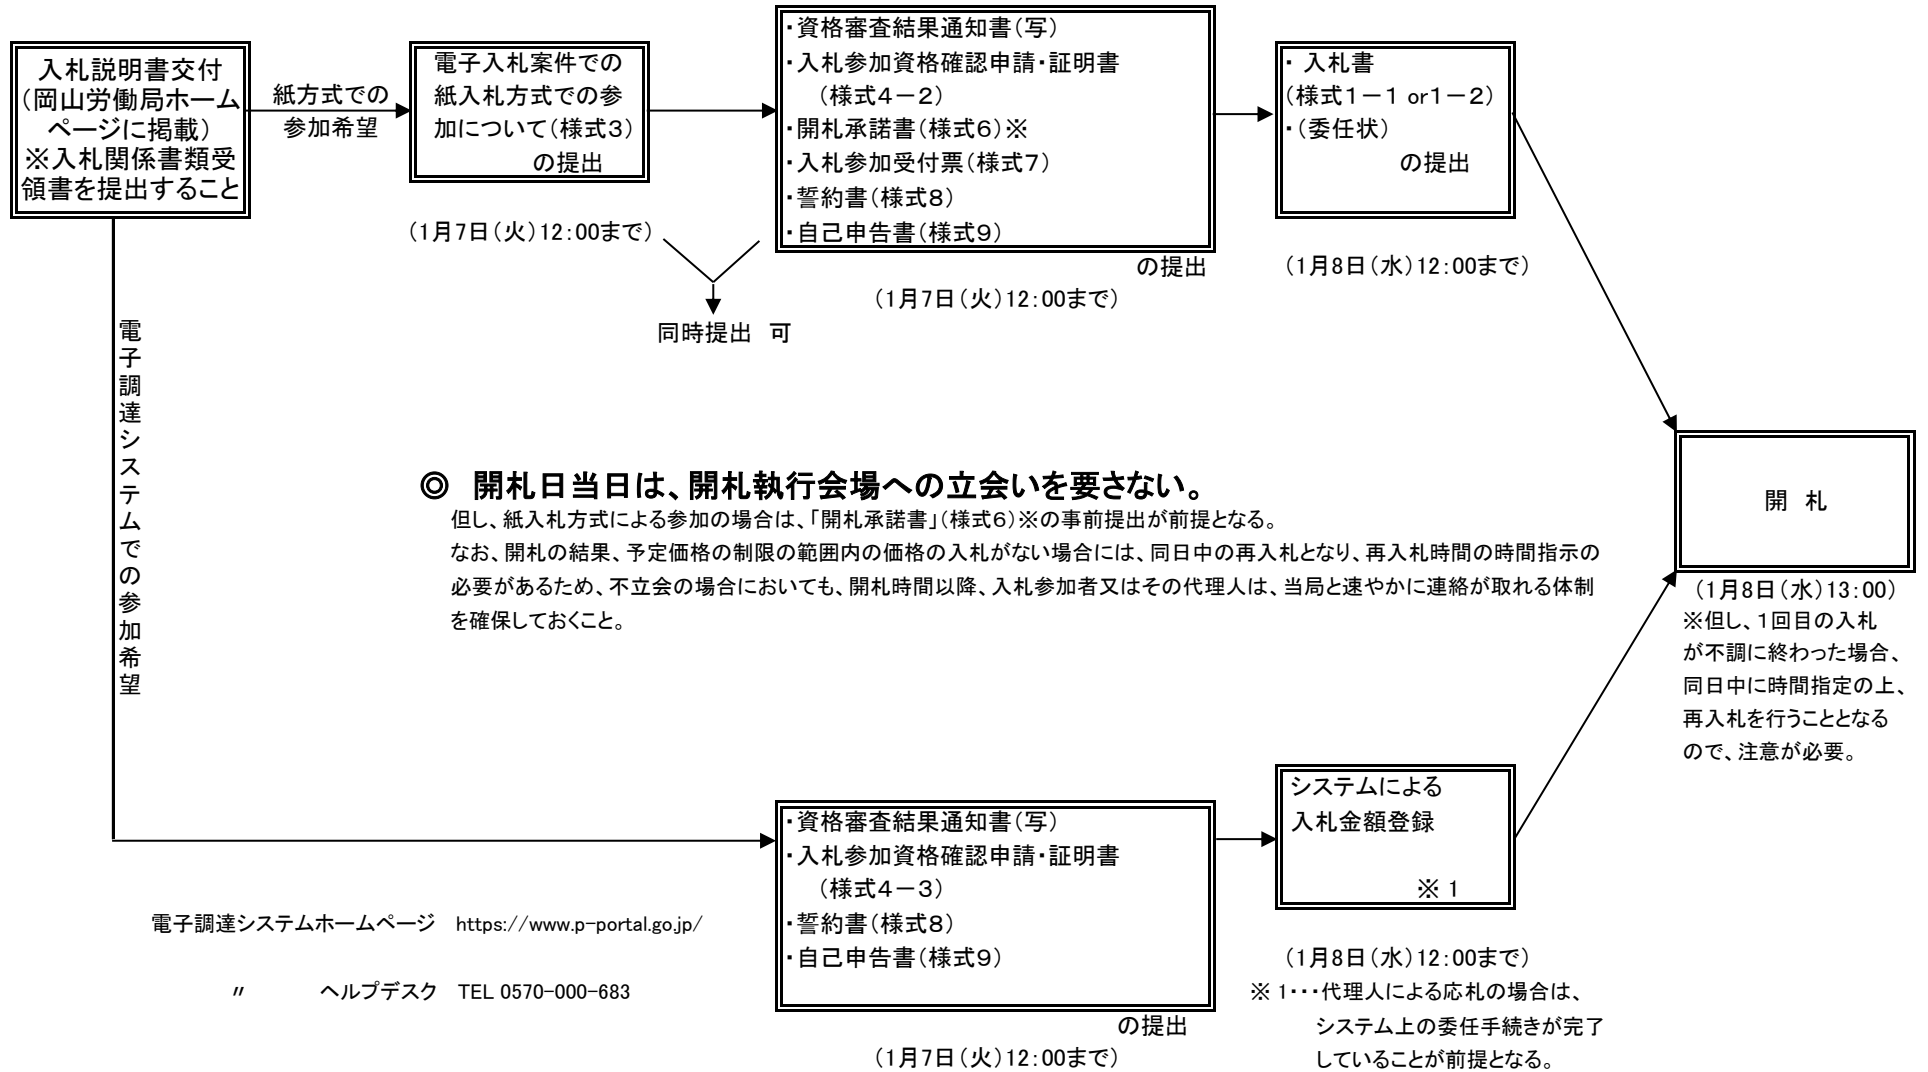 入札説明書交付
(岡山労働局ホーム
ページに掲載)
※入札関係書類受
領書を提出すること
紙方式での
参加希望
電子入札案件での
紙入札方式での参
加について(様式3)
の提出
(1月7日(火)12:00まで)
・資格審査結果通知書(写)
・入札参加資格確認申請・証明書
(様式4-2)
・開札承諾書(様式6)※
・入札参加受付票(様式7)
・誓約書(様式8)
・自己申告書(様式9)
の提出
(1月7日(火)12:00まで)
同時提出 可
・ 入札書
(様式1-1 or1-2)
・(委任状)
の提出
(1月8日(水)12:00まで)
電子調達システムでの参加希望
◎ 開札日当日は、開札執行会場への立会いを要さない。
但し、紙入札方式による参加の場合は、「開札承諾書」(様式6)※の事前提出が前提となる。
なお、開札の結果、予定価格の制限の範囲内の価格の入札がない場合には、同日中の再入札となり、再入札時間の時間指示の
必要があるため、不立会の場合においても、開札時間以降、入札参加者又はその代理人は、当局と速やかに連絡が取れる体制
を確保しておくこと。
開 札
(1月8日(水)13:00)
※但し、1回目の入札
が不調に終わった場合、
同日中に時間指定の上、
再入札を行うこととなる
ので、注意が必要。
・資格審査結果通知書(写)
・入札参加資格確認申請・証明書
(様式4-3)
・誓約書(様式8)
・自己申告書(様式9)
の提出
(1月7日(火)12:00まで)
システムによる
入札金額登録
※ 1
(1月8日(水)12:00まで)
※ 1・・・代理人による応札の場合は、
システム上の委任手続きが完了
していることが前提となる。
電子調達システムホームページ https://www.p-portal.go.jp/
〃 ヘルプデスク TEL 0570-000-683